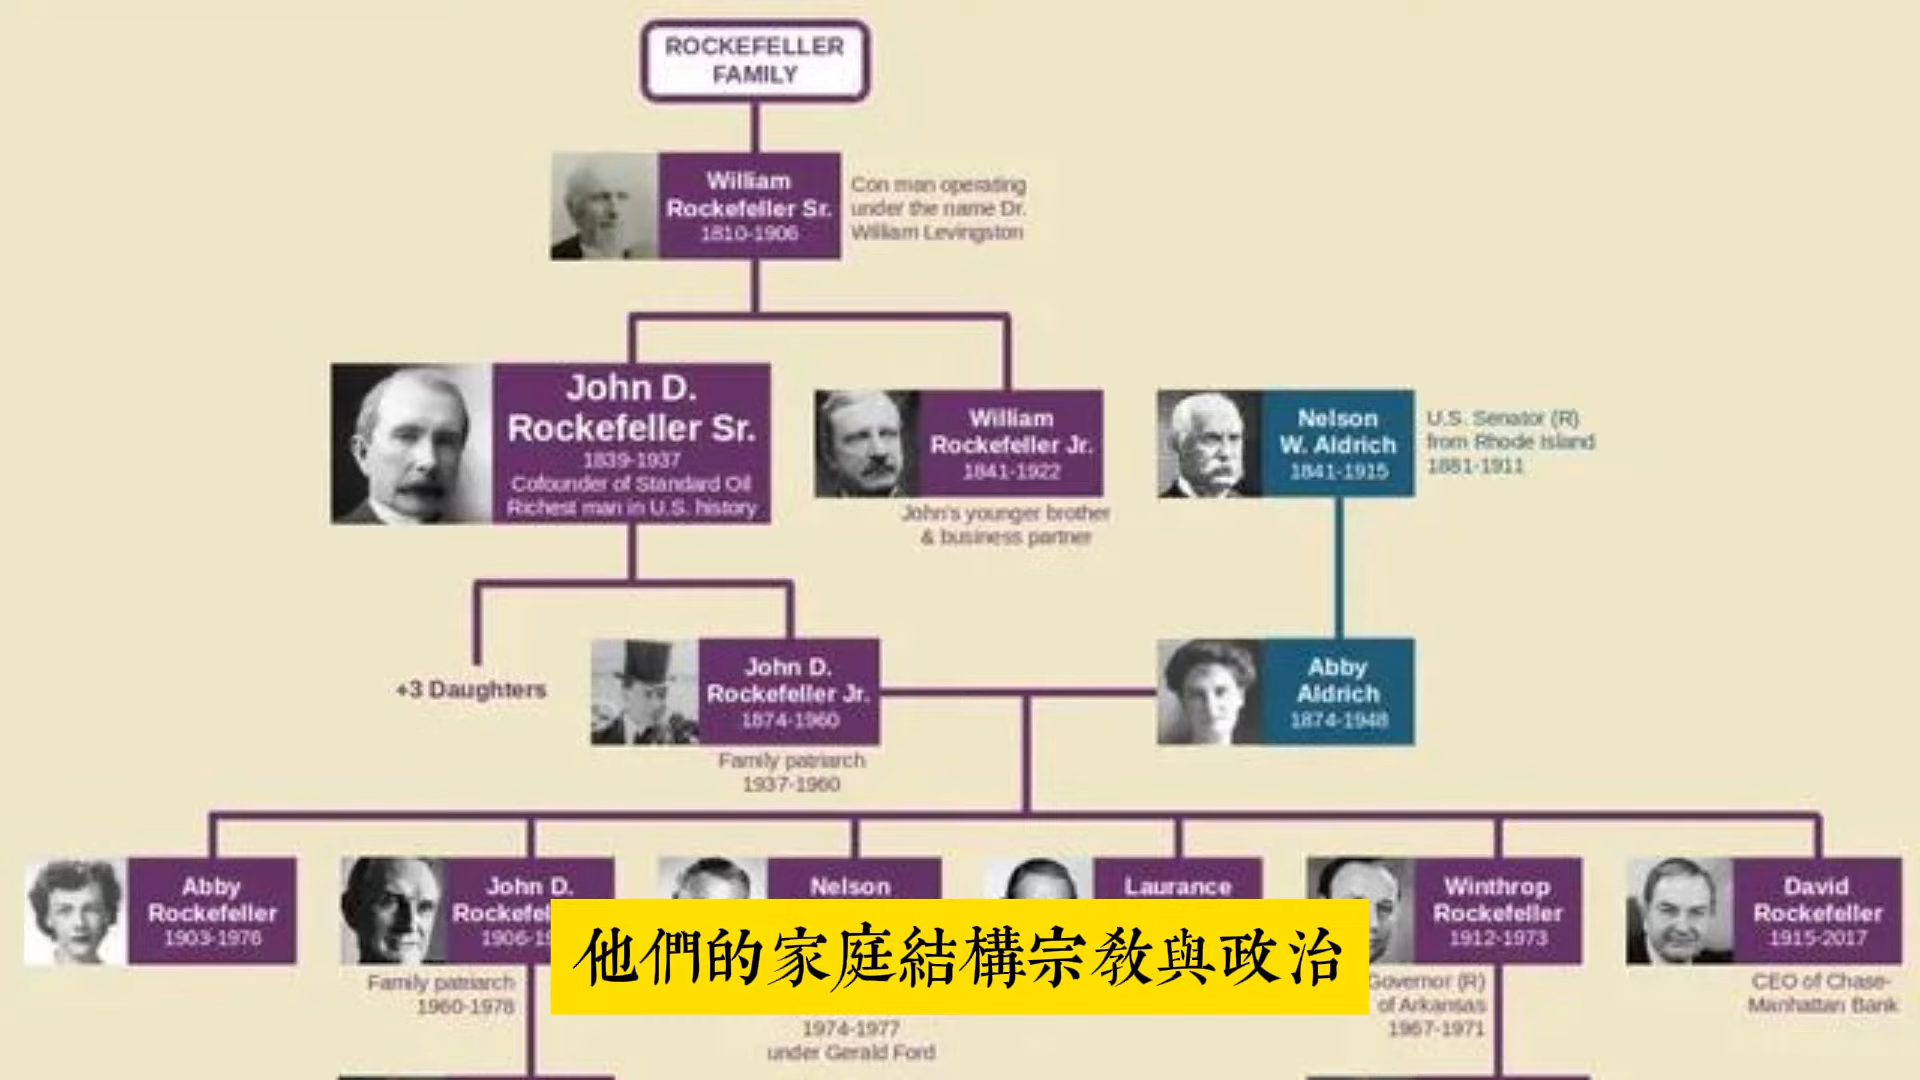 ROCKEFELLER
FAMILY
William
Rockefeller Sr.
1810-1906
Con man operating
under the name Dr.
William Levingston
John D.
Rockefeller Sr.
1839-1937
Cofounder of Standard Oil
Richest man in U.S. history
William
Rockefeller Jr.
1841-1922
John's younger brother
& business partner
Nelson
W. Aldrich
1841-1915
U.S. Senator (R)
from Rhode Island
1881-1911
+3 Daughters
John D.
Rockefeller Jr.
1874-1960
Family patriarch
1937-1960
Abby
Aldrich
1874-1948
Abby
Rockefeller
1903-1976
John D.
1906-19
Family patriarch
1960-1978
Nelson
1974-1977
under Gerald Ford
Laurance
Winthrop
Rockefeller
1912-1973
Governor (R)
of Arkansas
1967-1971
David
Rockefeller
1915-2017
CEO of Chase-
Manhattan Bank
他們的家庭結構宗教與政治